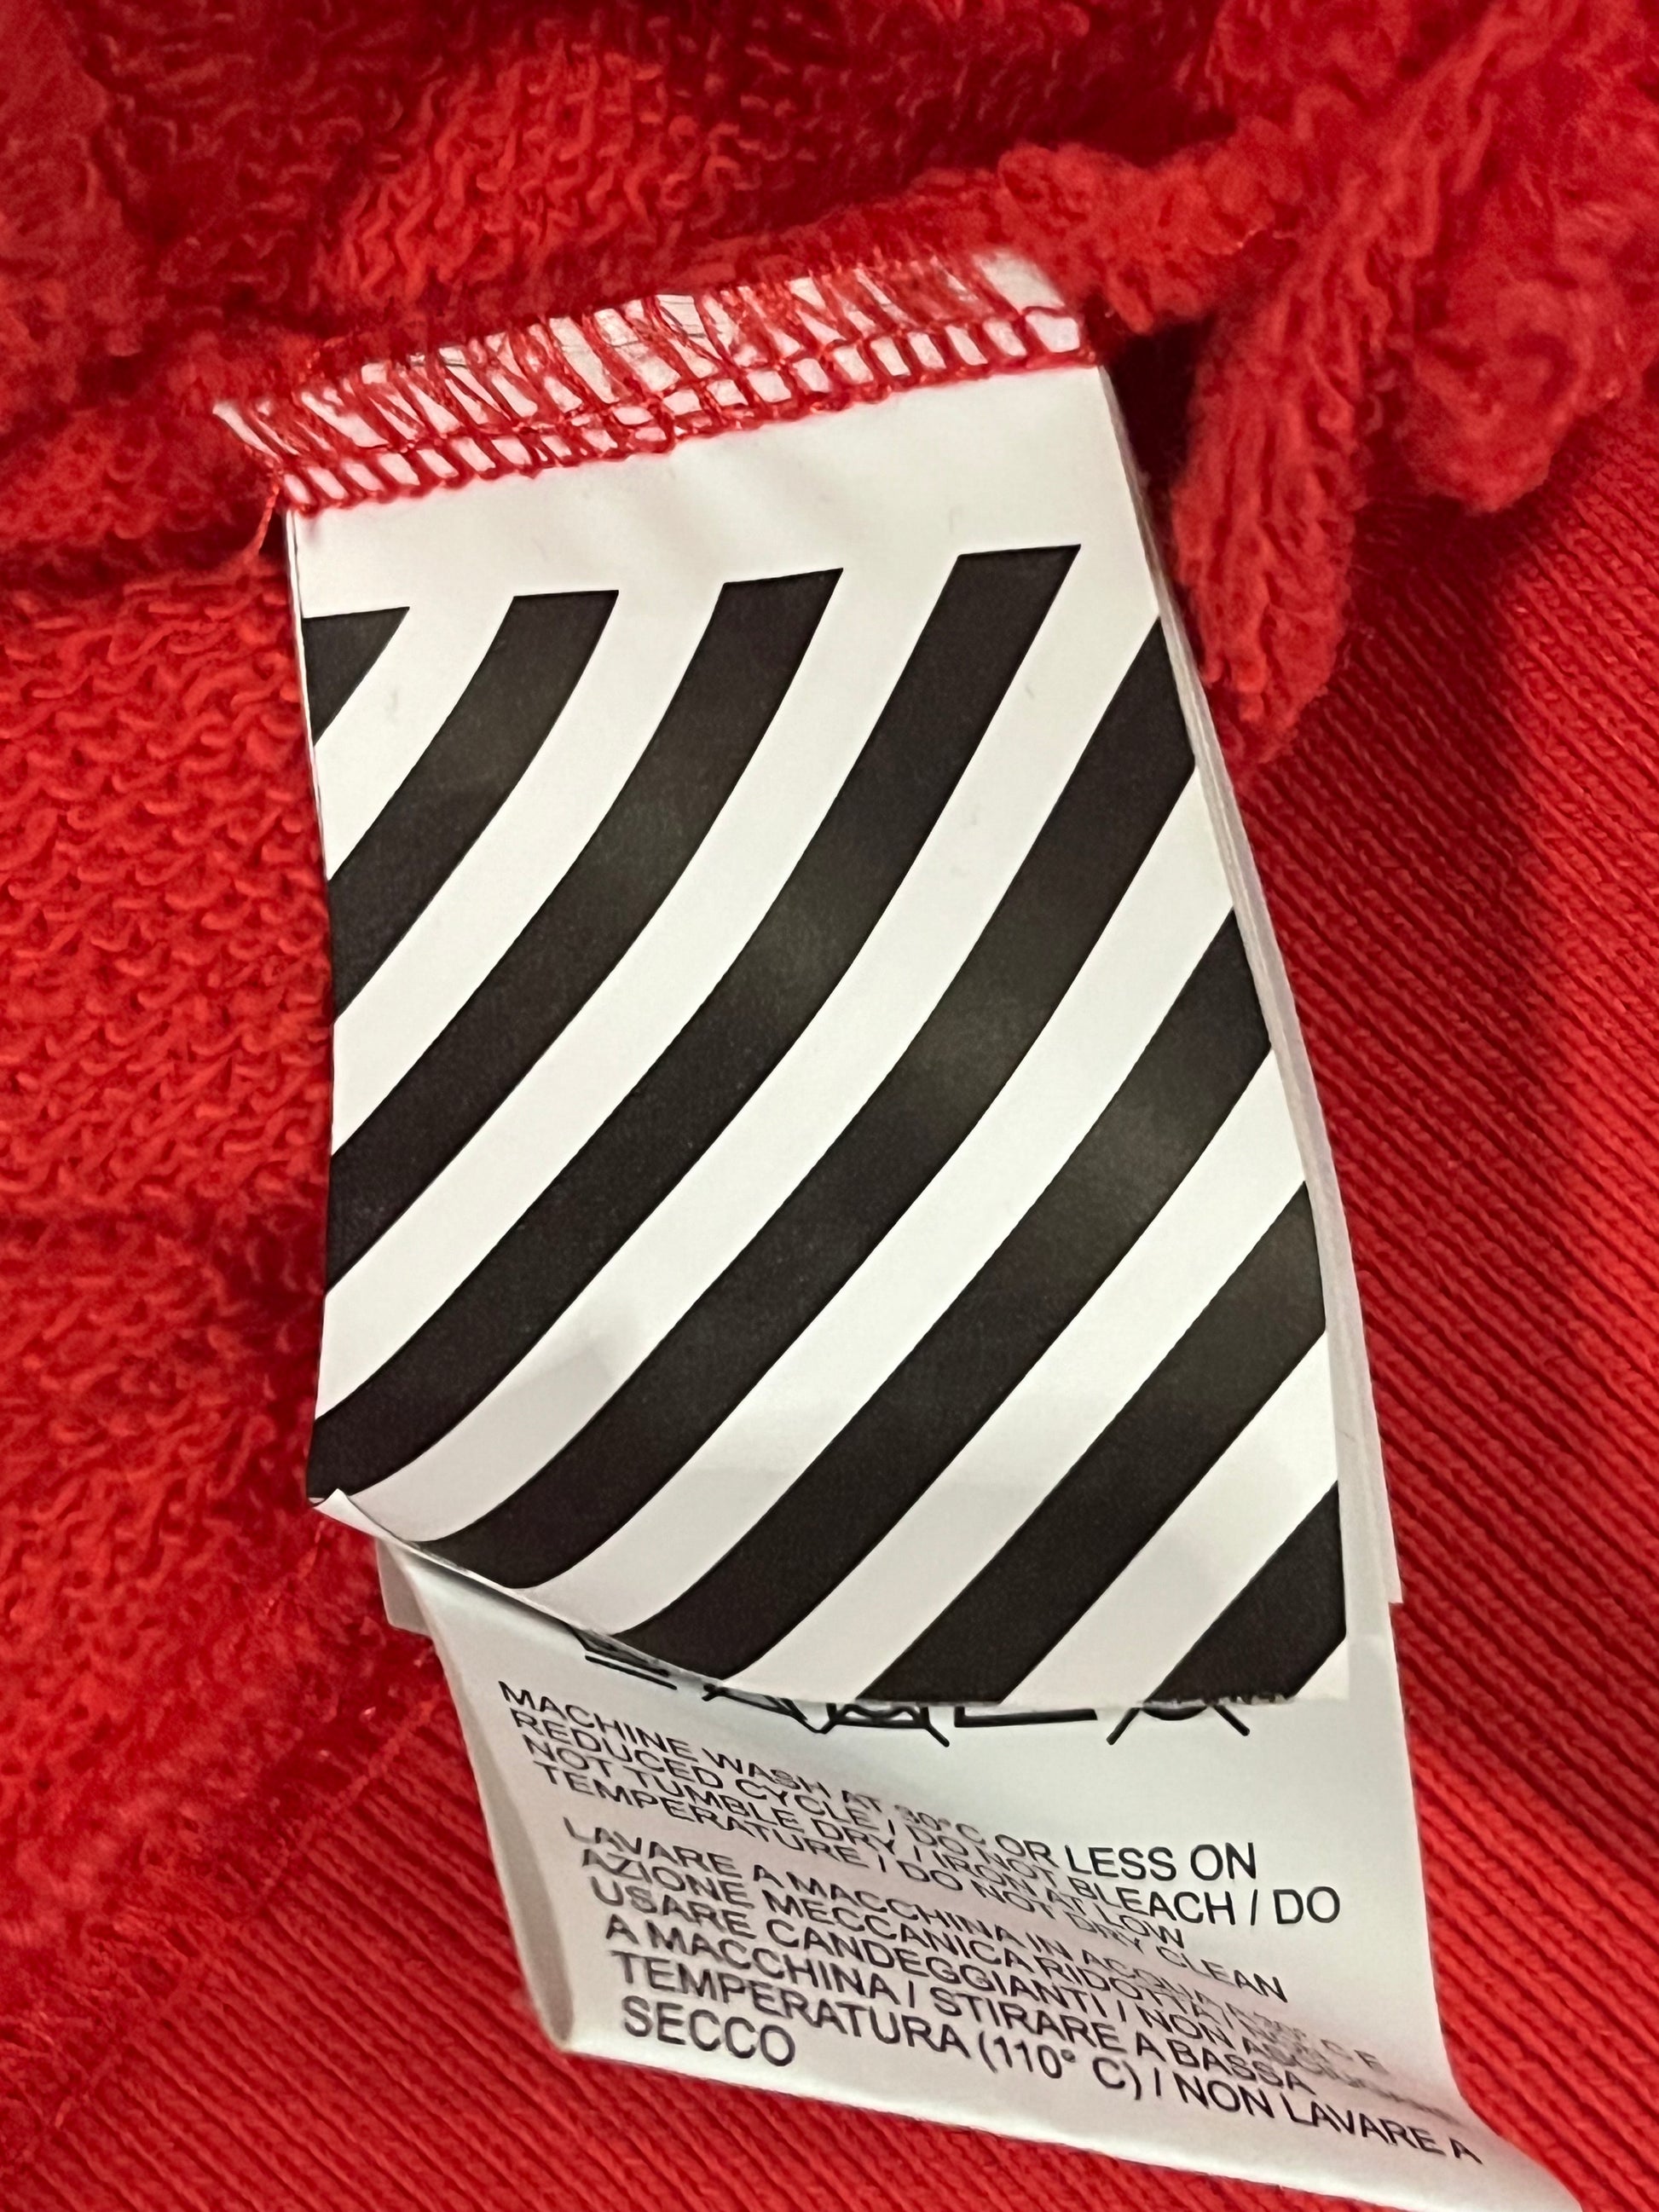 MACHINE WASH AT 30°C OR LESS ON
REDUCED CYCLE / DO NOT BLEACH / DO
NOT TUMBLE DRY / IRON AT LOW
TEMPERATURE / DO NOT DRY CLEAN
LAVARE A MACCHINA IN ACQUA A 30° C E
AZIONE MECCANICA RIDOTTA / NON
USARE CANDEGGIANTI / NON
A MACCHINA / STIRARE A BASSA
TEMPERATURA (110° C) / NON LAVARE A
SECCO